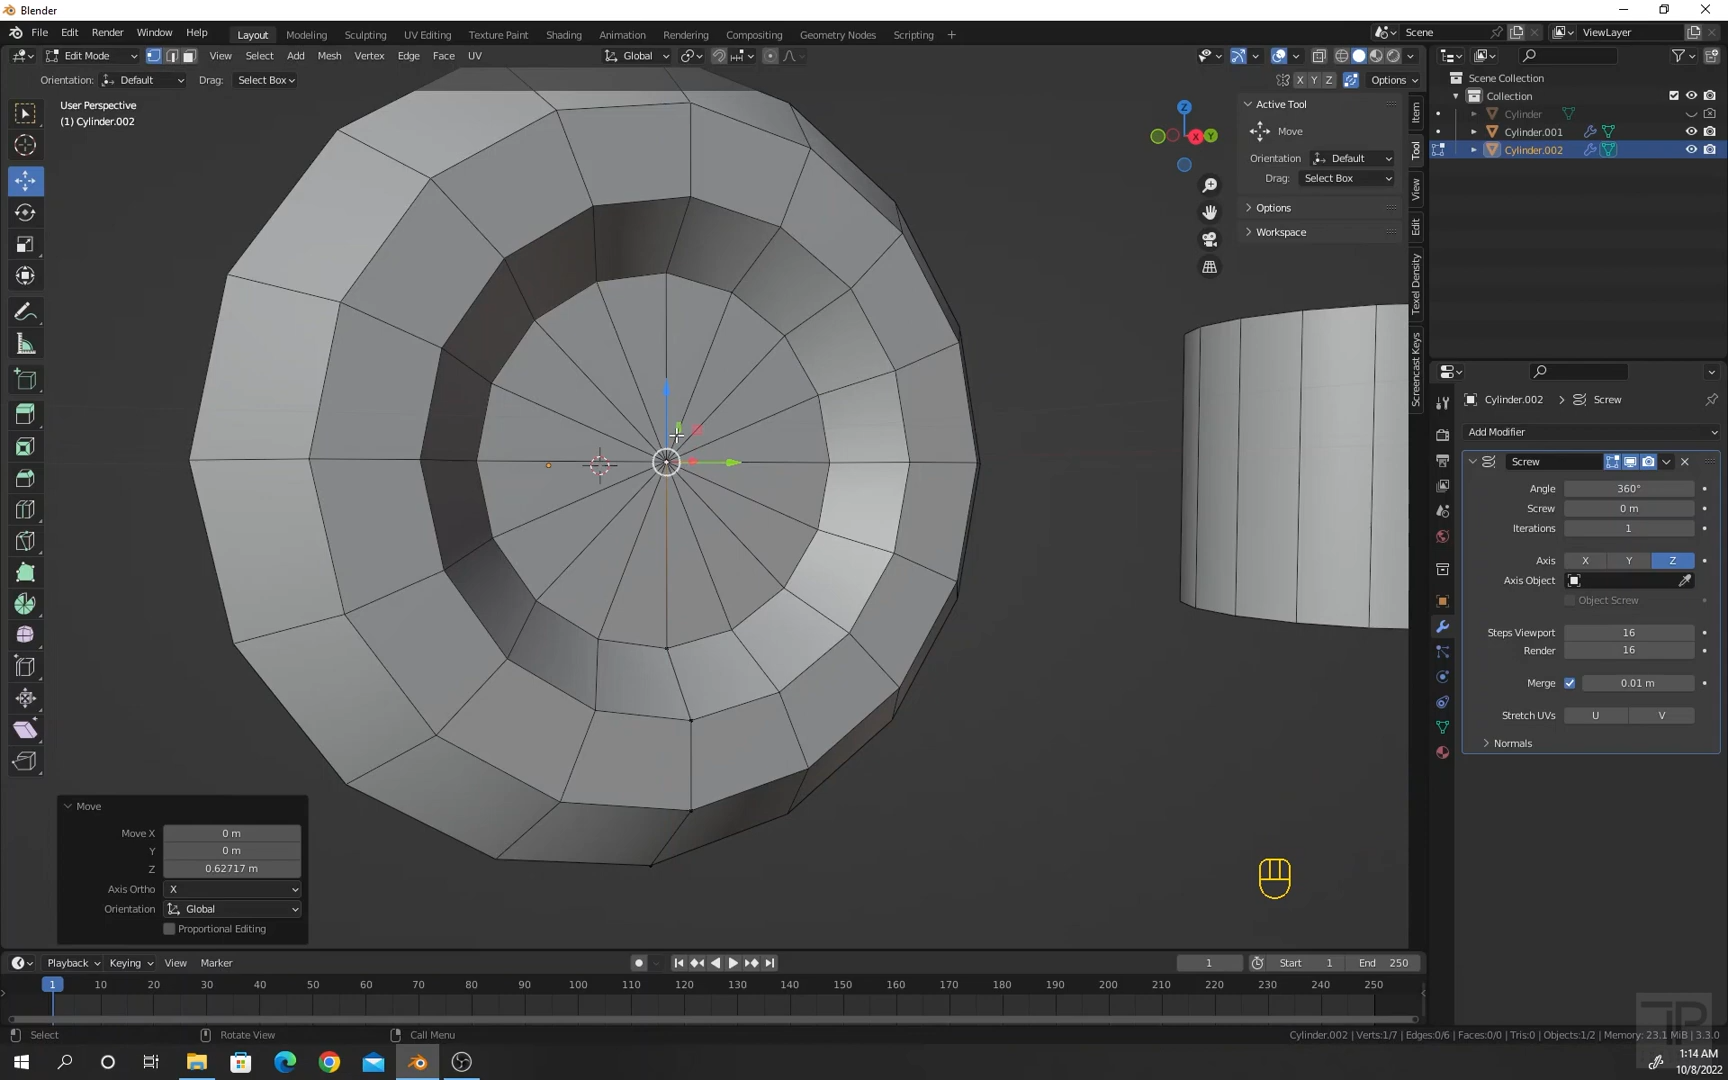 Blender
File Edit Render Window Help Layout Modeling Sculpting UV Editing Texture Paint Shading Animation Rendering Compositing Geometry Nodes Scripting + Scene ViewLayer
Edit Mode View Select Add Mesh Vertex Edge Face UV Global
Orientation: Default Drag: Select Box X Y Z Options
User Perspective
(1) Cylinder.002
Z
X Y
Active Tool
Move
Orientation Default
Drag: Select Box
Options
Workspace
Item
Tool
View
Edit
Texel Density
Screencast Keys
Scene Collection
Collection
Cylinder
Cylinder.001
Cylinder.002
Cylinder.002 > Screw
Add Modifier
Screw
Angle 360°
Screw 0 m
Iterations 1
Axis X Y Z
Axis Object
Object Screw
Steps Viewport 16
Render 16
Merge 0.01 m
Stretch UVs U V
Normals
Move
Move X 0 m
Y 0 m
Z 0.62717 m
Axis Ortho X
Orientation Global
Proportional Editing
Playback Keying View Marker 1 Start 1 End 250
1 10 20 30 40 50 60 70 80 90 100 110 120 130 140 150 160 170 180 190 200 210 220 230 240 250
Select Rotate View Call Menu Cylinder.002 | Verts:1/7 | Edges:0/6 | Faces:0/0 | Tris:0 | Objects:1/2 | Memory: 23.1 MiB | 3.3.0
1:14 AM
10/8/2022